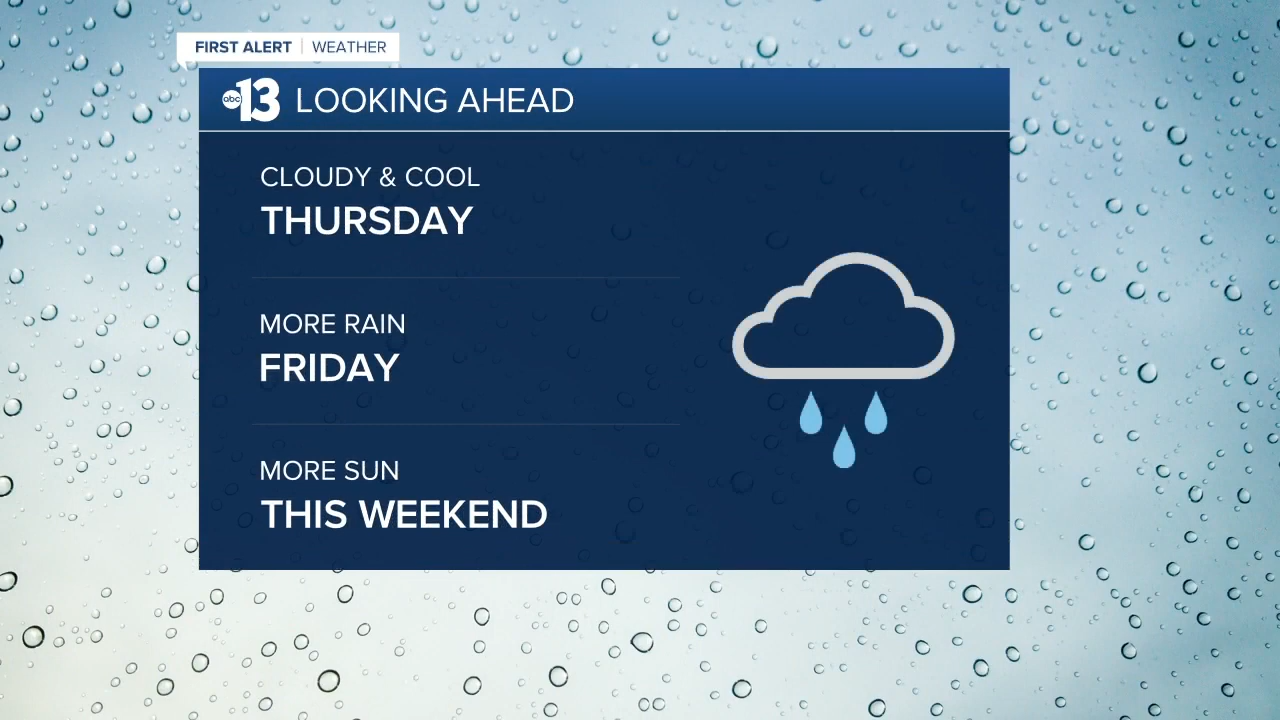 FIRST ALERT | WEATHER
abc 13 LOOKING AHEAD
CLOUDY & COOL
THURSDAY
MORE RAIN
FRIDAY
MORE SUN
THIS WEEKEND